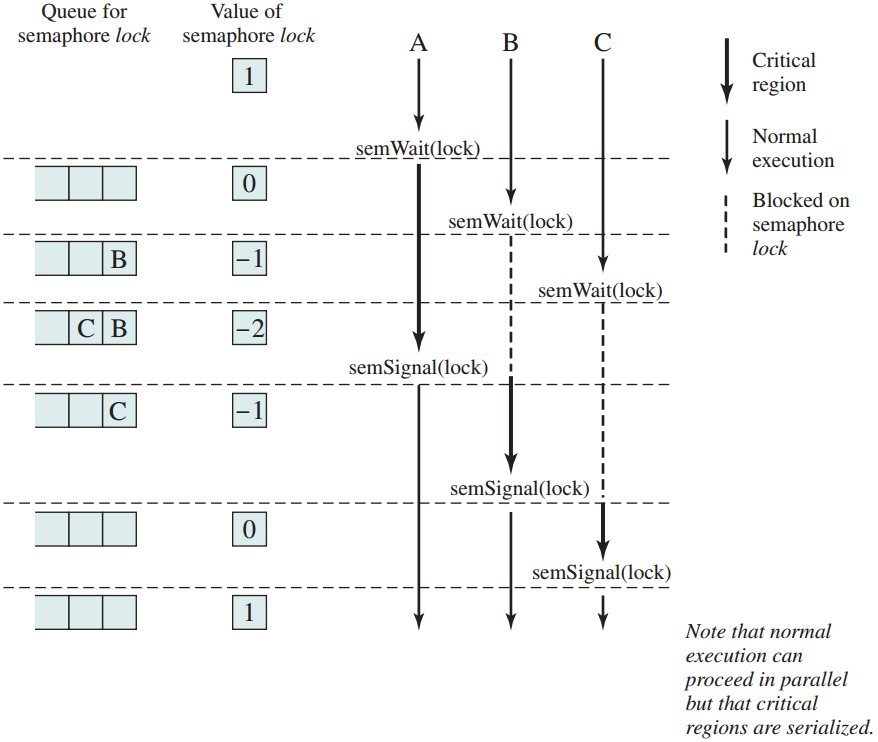 Queue for
semaphore lock
Value of
semaphore lock
A
B
C
1
Critical
region
Normal
execution
semWait(lock)
0
Blocked on
semaphore
lock
semWait(lock)
B
−1
semWait(lock)
C B
−2
semSignal(lock)
C
−1
semSignal(lock)
0
semSignal(lock)
1
Note that normal
execution can
proceed in parallel
but that critical
regions are serialized.